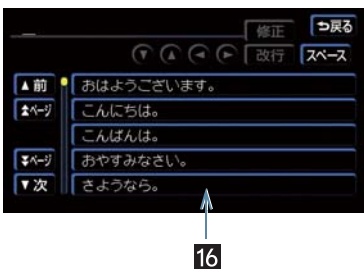 修正 戻る
改行 スペース
▲前 おはようございます。
ページ こんにちは。
こんばんは。
ページ おやすみなさい。
▼次 さようなら。
16